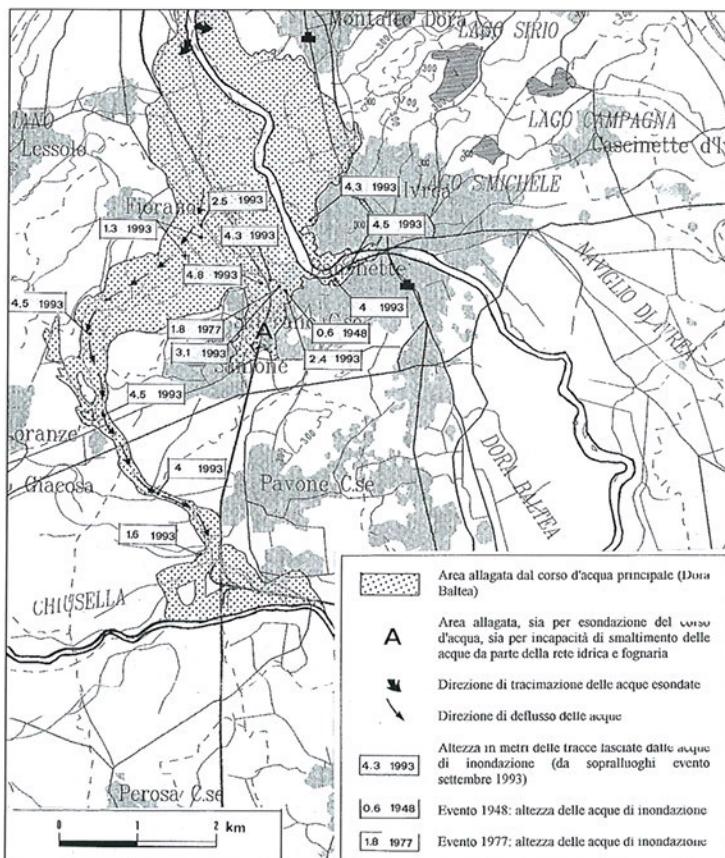 Montalto Dora
LAGO SIRIO
LAGO CAMPAGNA
Cascinette d'I
Lessolo
LAGO S.MICHELE
Ivrea
Fiorano
2.5 1993
4.3 1993
1.3 1993
4.3 1993
4.5 1993
4.8 1993
4.5 1993
4 1993
1.8 1977
0.6 1948
A
3.1 1993
2.4 1993
Samone
NAVIGLIO DI IVREA
4.5 1993
oranze'
4 1993
Giacosa
Pavone C.se
DORA BALTEA
1.6 1993
CHIUSELLA
Perosa C.se
0 1 2 km
Area allagata dal corso d'acqua principale (Dora
Baltea)
A
Area allagata, sia per esondazione del corso
d'acqua, sia per incapacità di smaltimento delle
acque da parte della rete idrica e fognaria
Direzione di tracimazione delle acque esondate
Direzione di deflusso delle acque
4.3 1993
Altezza in metri delle tracce lasciate dalle acque
di inondazione (da sopralluoghi evento
settembre 1993)
0.6 1948
Evento 1948: altezza delle acque di inondazione
1.8 1977
Evento 1977: altezza delle acque di inondazione